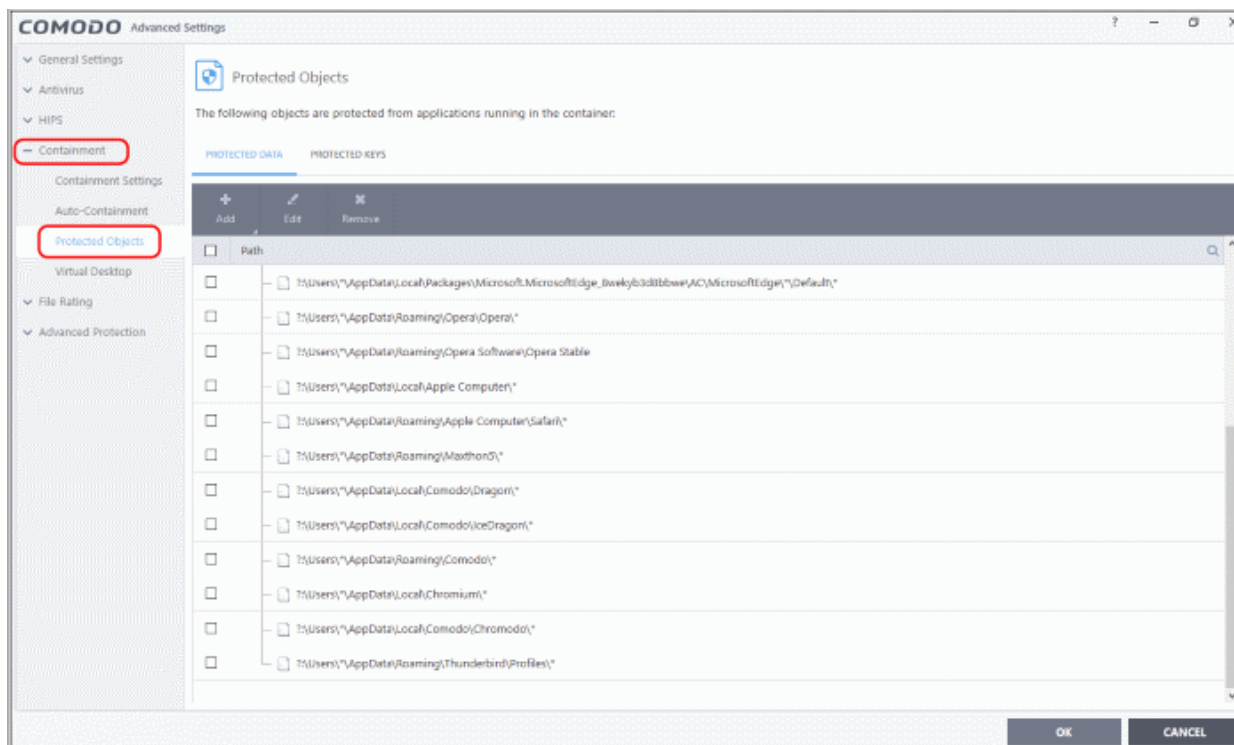 COMODO Advanced Settings
?
General Settings
Antivirus
HIPS
Containment
Containment Settings
Auto-Containment
Protected Objects
Virtual Desktop
File Rating
Advanced Protection
Protected Objects
The following objects are protected from applications running in the container:
PROTECTED DATA PROTECTED KEYS
Add Edit Remove
Path
?:\Users\*\AppData\Local\Packages\Microsoft.MicrosoftEdge_8wekyb3d8bbwe\AC\MicrosoftEdge\*\Default\*
?:\Users\*\AppData\Roaming\Opera\Opera\*
?:\Users\*\AppData\Roaming\Opera Software\Opera Stable
?:\Users\*\AppData\Local\Apple Computer\*
?:\Users\*\AppData\Roaming\Apple Computer\Safari\*
?:\Users\*\AppData\Roaming\Maxthon5\*
?:\Users\*\AppData\Local\Comodo\Dragon\*
?:\Users\*\AppData\Local\Comodo\IceDragon\*
?:\Users\*\AppData\Roaming\Comodo\*
?:\Users\*\AppData\Local\Chromium\*
?:\Users\*\AppData\Local\Comodo\Chromodo\*
?:\Users\*\AppData\Roaming\Thunderbird\Profiles\*
OK CANCEL